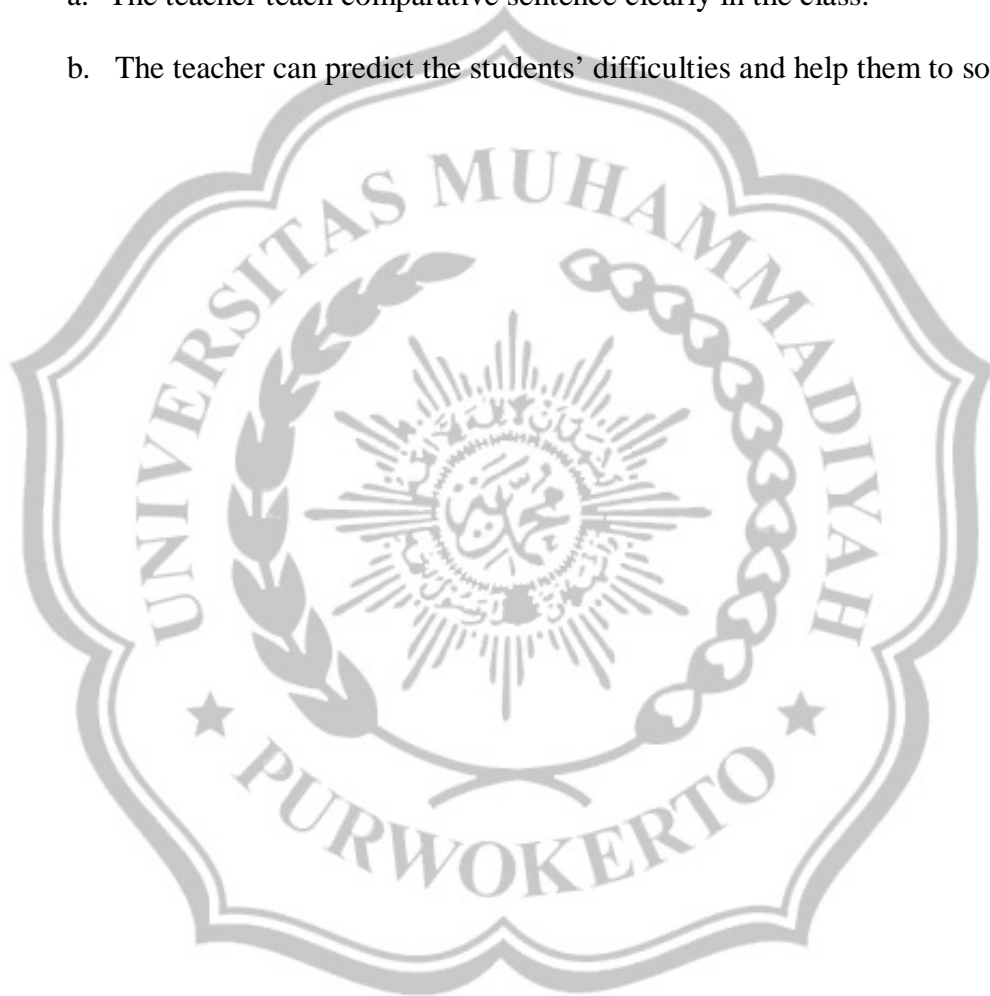 a. The teacher teach comparative sentence clearly in the class.
b. The teacher can predict the students’ difficulties and help them to so
UNIVERSITAS MUHAMMADIYAH
PURWOKERTO